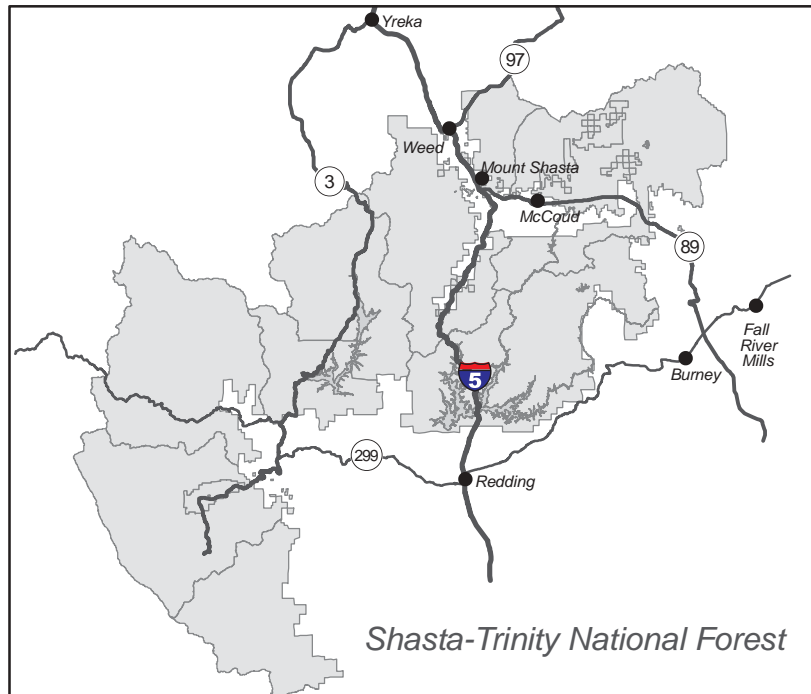 Yreka
97
Weed
Mount Shasta
3
McCoud
89
Fall
River
Mills
Burney
5
299
Redding
Shasta-Trinity National Forest